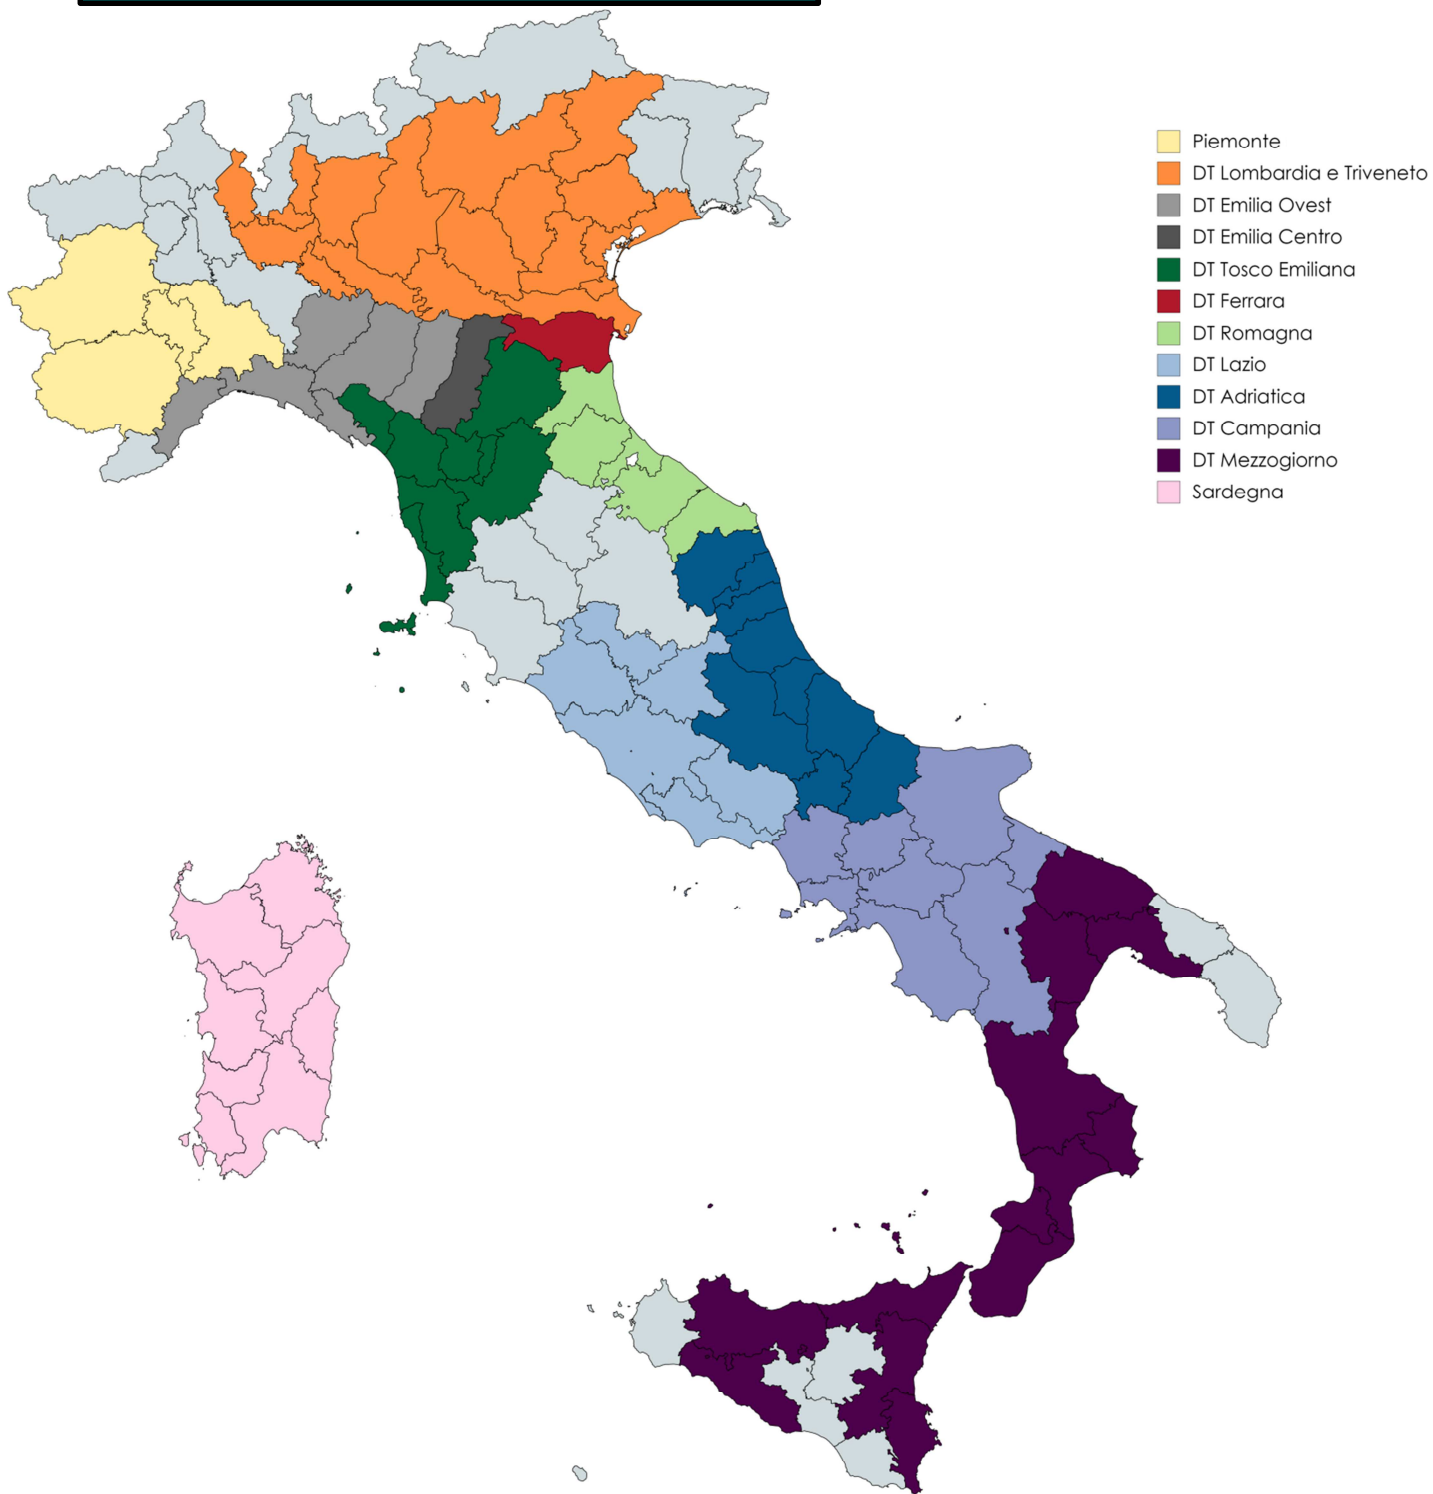 Piemonte
DT Lombardia e Triveneto
DT Emilia Ovest
DT Emilia Centro
DT Tosco Emiliana
DT Ferrara
DT Romagna
DT Lazio
DT Adriatica
DT Campania
DT Mezzogiorno
Sardegna